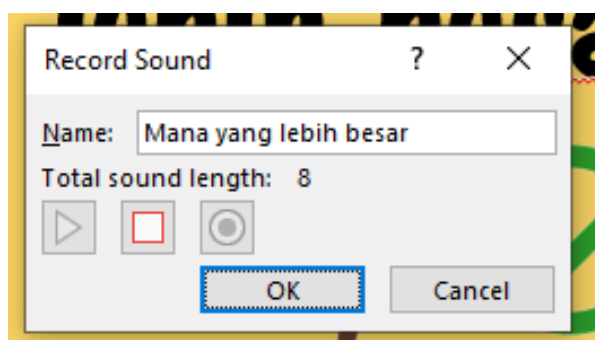 Record Sound ?
Name: Mana yang lebih besar
Total sound length: 8
OK Cancel